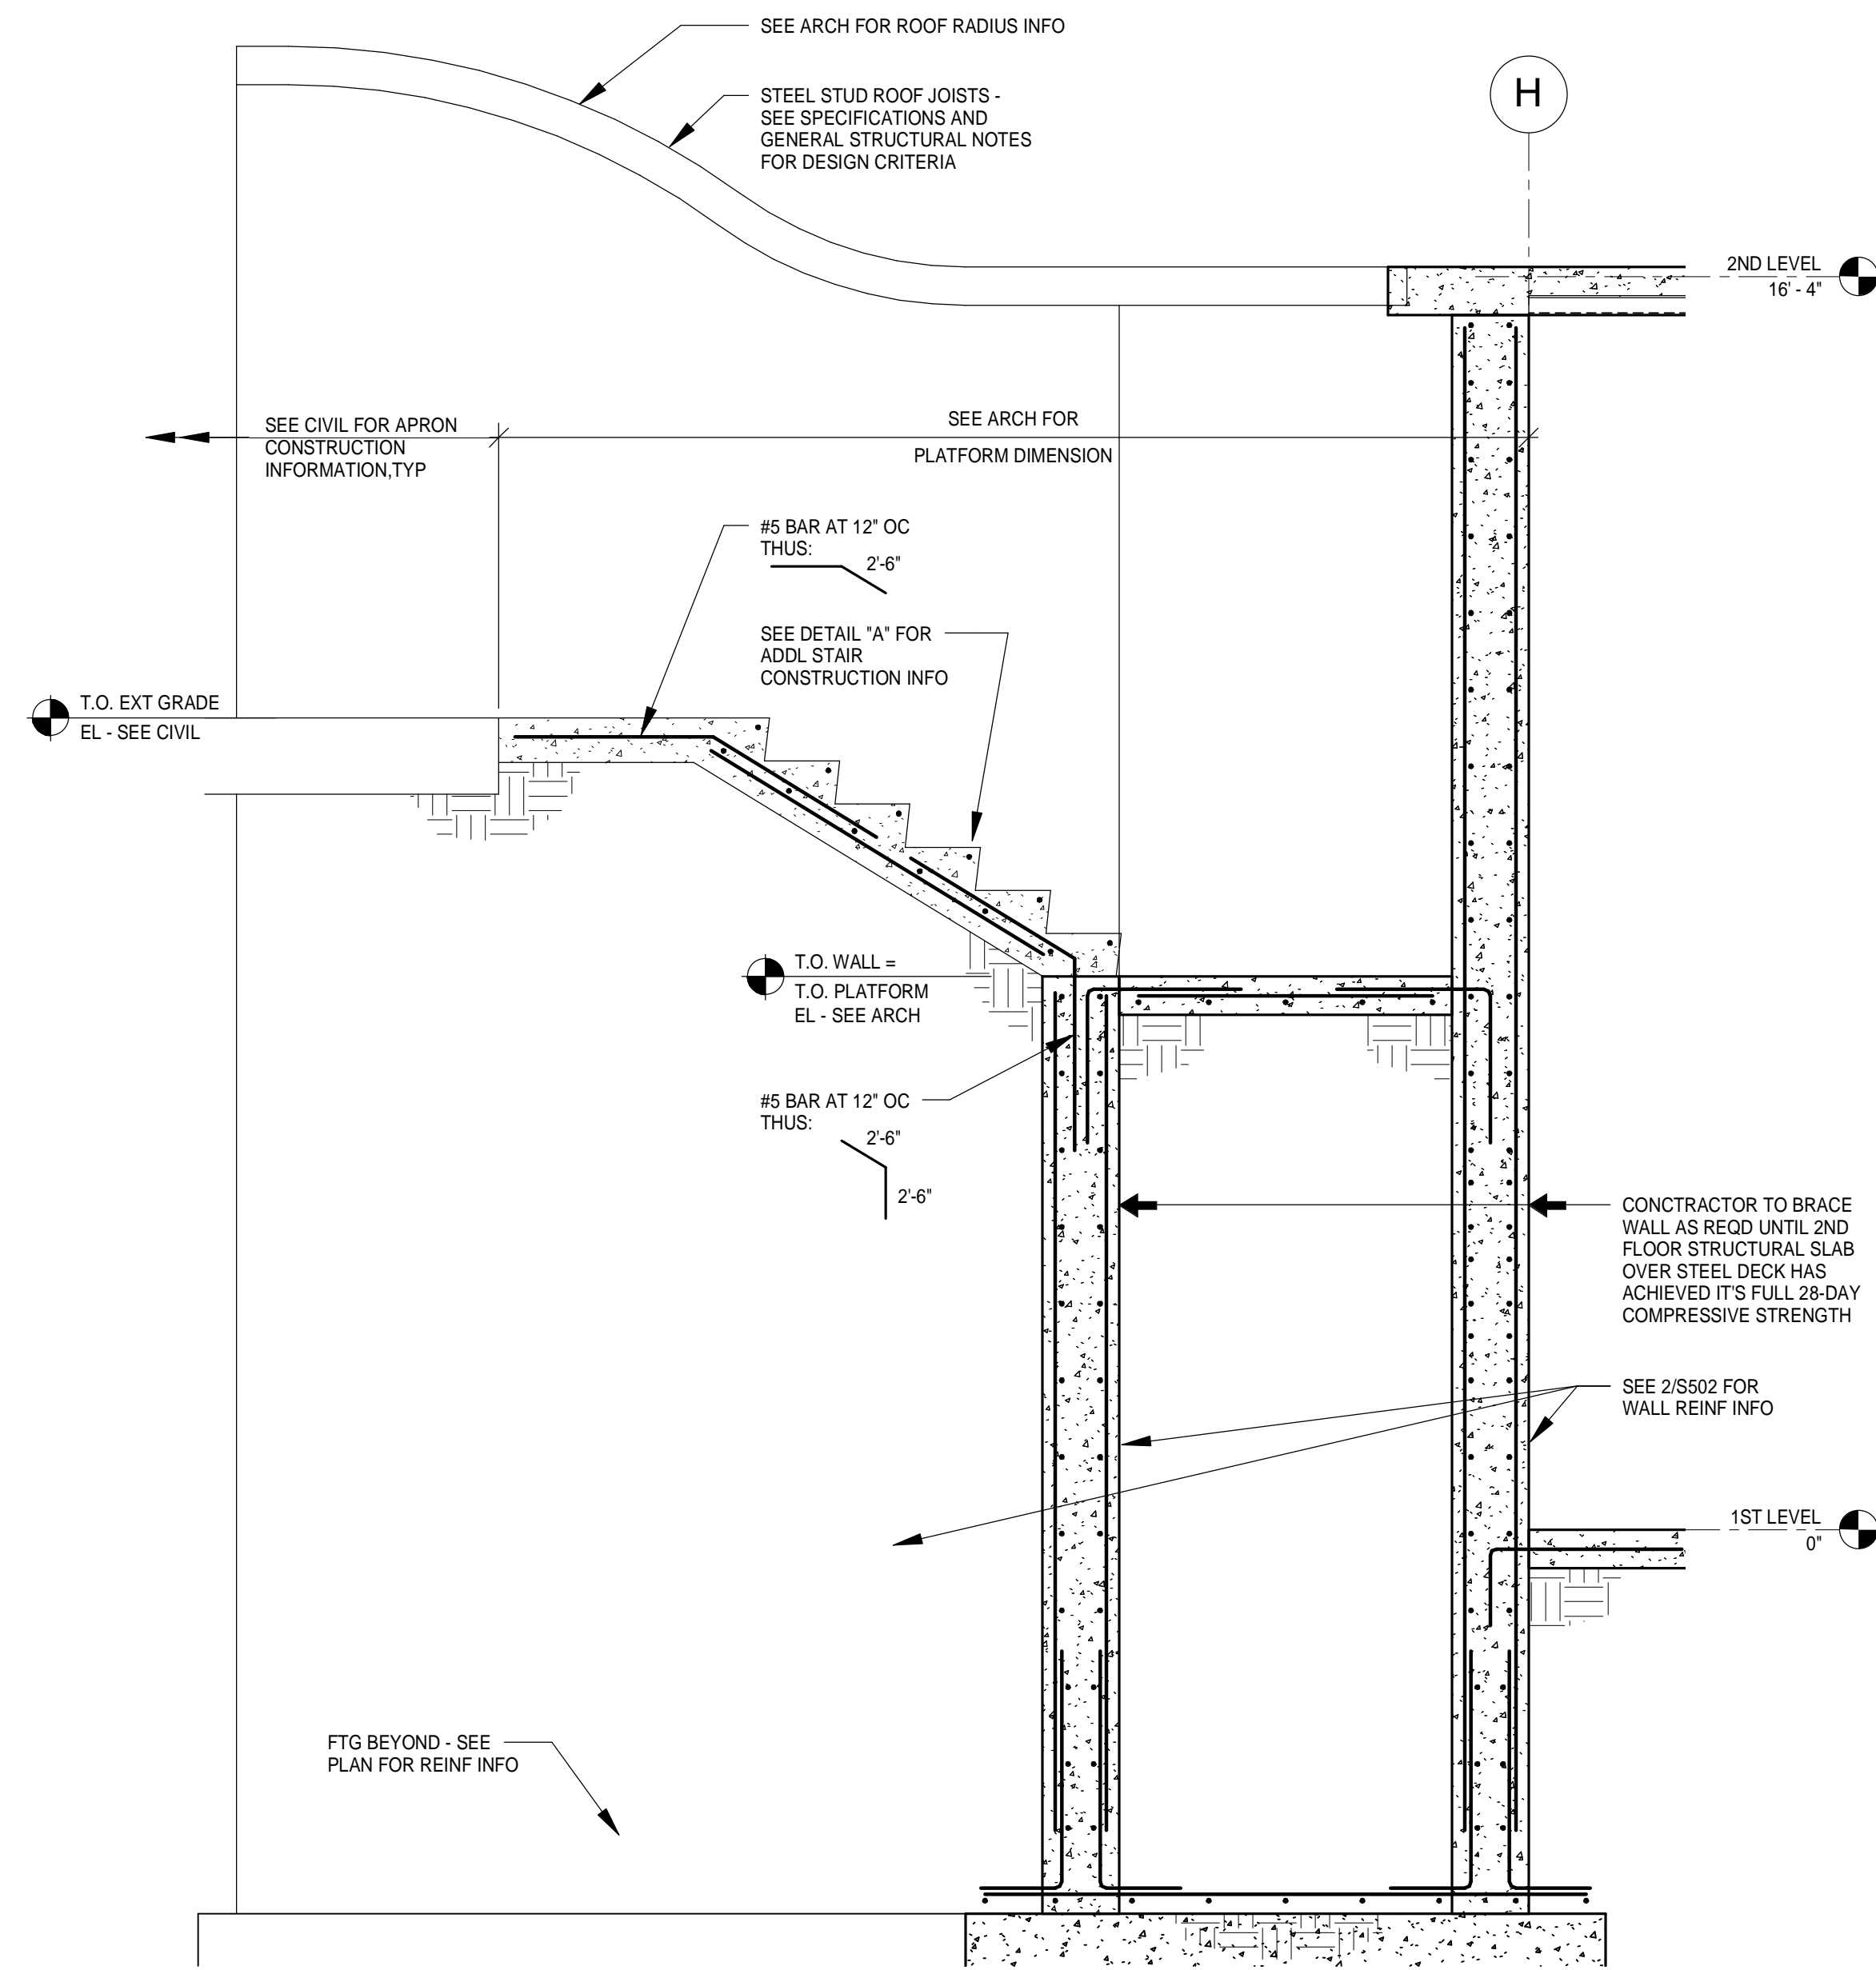 SEE ARCH FOR ROOF RADIUS INFO
STEEL STUD ROOF JOISTS -
SEE SPECIFICATIONS AND
GENERAL STRUCTURAL NOTES
FOR DESIGN CRITERIA
H
2ND LEVEL
16' - 4"
SEE CIVIL FOR APRON
CONSTRUCTION
INFORMATION,TYP
SEE ARCH FOR
PLATFORM DIMENSION
#5 BAR AT 12" OC
THUS:
2'-6"
SEE DETAIL "A" FOR
ADDL STAIR
CONSTRUCTION INFO
T.O. EXT GRADE
EL - SEE CIVIL
T.O. WALL =
T.O. PLATFORM
EL - SEE ARCH
#5 BAR AT 12" OC
THUS:
2'-6"
2'-6"
CONCTRACTOR TO BRACE
WALL AS REQD UNTIL 2ND
FLOOR STRUCTURAL SLAB
OVER STEEL DECK HAS
ACHIEVED IT'S FULL 28-DAY
COMPRESSIVE STRENGTH
SEE 2/S502 FOR
WALL REINF INFO
1ST LEVEL
0"
FTG BEYOND - SEE
PLAN FOR REINF INFO